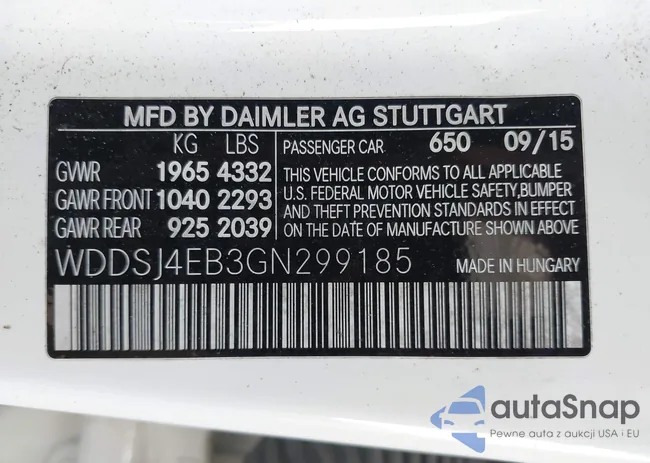 MFD BY DAIMLER AG STUTTGART
KG LBS PASSENGER CAR 650 09/15
GWWR 1965 4332
GAWR FRONT 1040 2293
GAWR REAR 925 2039
THIS VEHICLE CONFORMS TO ALL APPLICABLE
U.S. FEDERAL MOTOR VEHICLE SAFETY,BUMPER
AND THEFT PREVENTION STANDARDS IN EFFECT
ON THE DATE OF MANUFACTURE SHOWN ABOVE
WDDSJ4EB3GN299185 MADE IN HUNGARY
autaSnap
Pewne auta z aukcji USA i EU